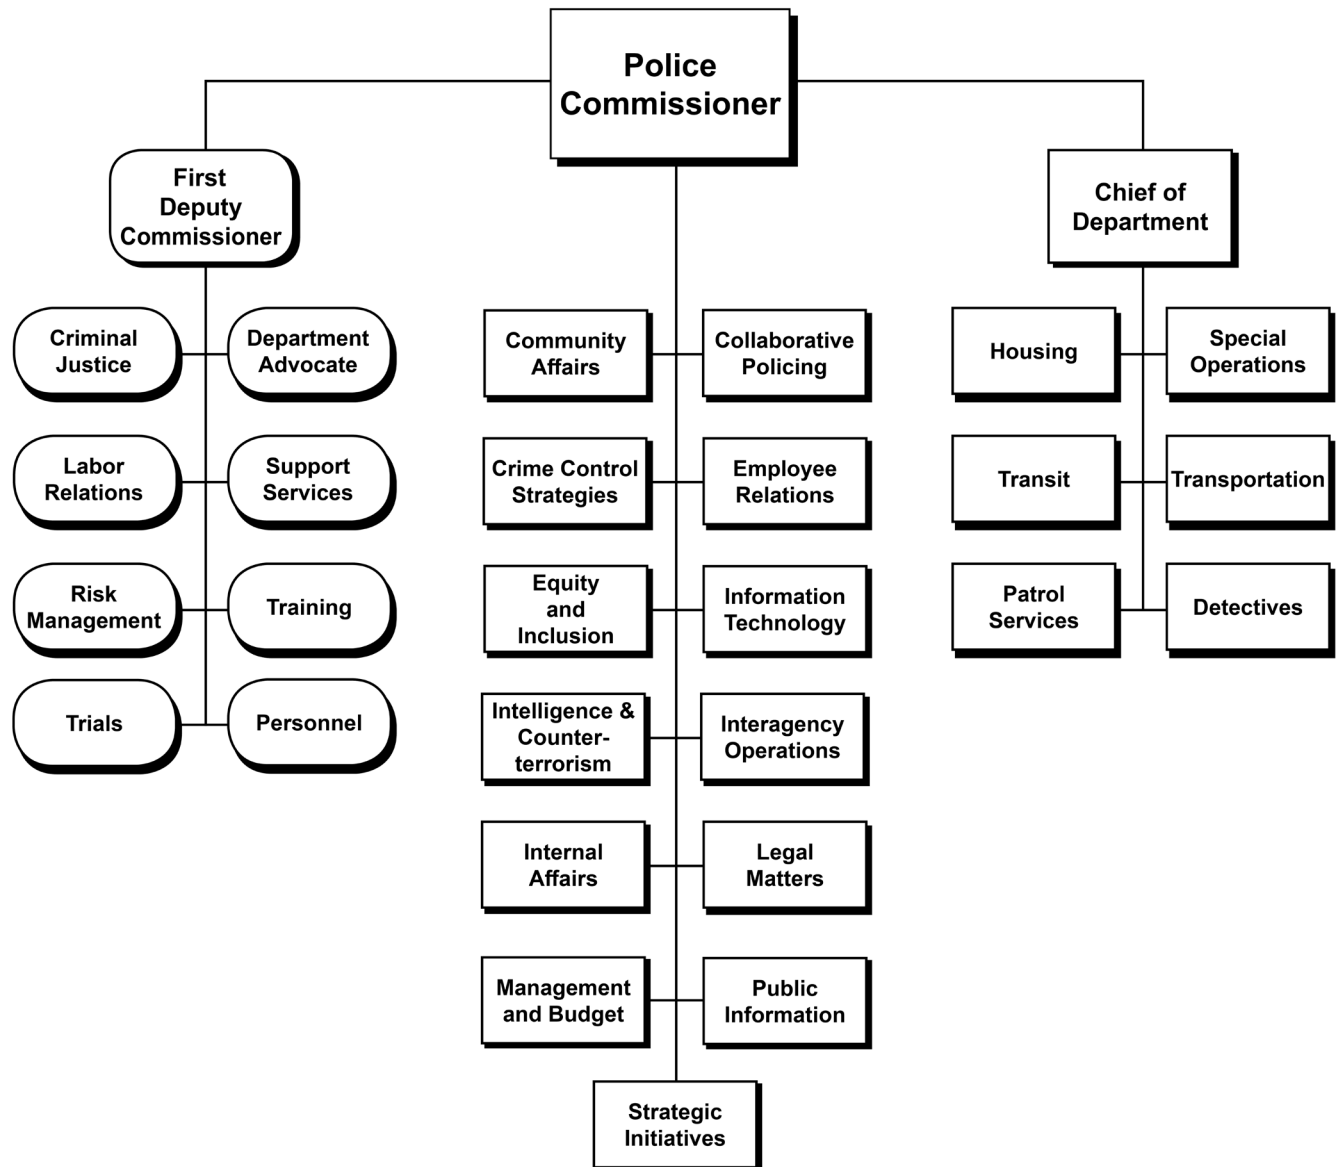 Police
Commissioner
First
Deputy
Commissioner
Chief of
Department
Criminal
Justice
Department
Advocate
Labor
Relations
Support
Services
Risk
Management
Training
Trials
Personnel
Community
Affairs
Collaborative
Policing
Crime Control
Strategies
Employee
Relations
Equity
and
Inclusion
Information
Technology
Intelligence &
Counter-
terrorism
Interagency
Operations
Internal
Affairs
Legal
Matters
Management
and Budget
Public
Information
Strategic
Initiatives
Housing
Special
Operations
Transit
Transportation
Patrol
Services
Detectives